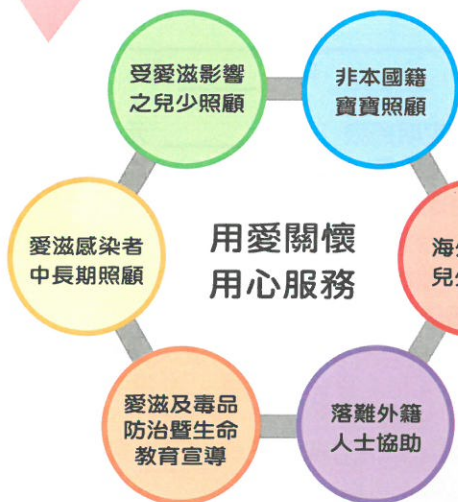 受愛滋影響
之兒少照顧
非本國籍
寶寶照顧
愛滋感染者
中長期照顧
用愛關懷
用心服務
海
兒
愛滋及毒品
防治暨生命
教育宣導
落難外籍
人士協助